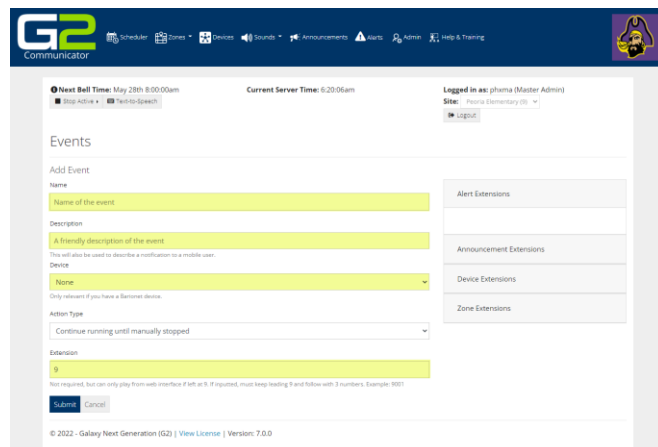 G2
Communicator
Scheduler Zones Devices Sounds Announcements Alerts Admin Help & Training
Next Bell Time: May 28th 8:00:00am Current Server Time: 6:20:06am Logged in as: phxma (Master Admin)
Stop Active Text-to-Speech Site: Peoria Elementary (9)
Logout
Events
Add Event
Name
Name of the event
Description
A friendly description of the event
This will also be used to describe a notification to a mobile user.
Device
None
Only relevant if you have a Barionet device.
Action Type
Continue running until manually stopped
Extension
9
Not required, but can only play from web interface if left at 9. If inputted, must keep leading 9 and follow with 3 numbers. Example: 9001
Submit Cancel
Alert Extensions
Announcement Extensions
Device Extensions
Zone Extensions
© 2022 - Galaxy Next Generation (G2) | View License | Version: 7.0.0